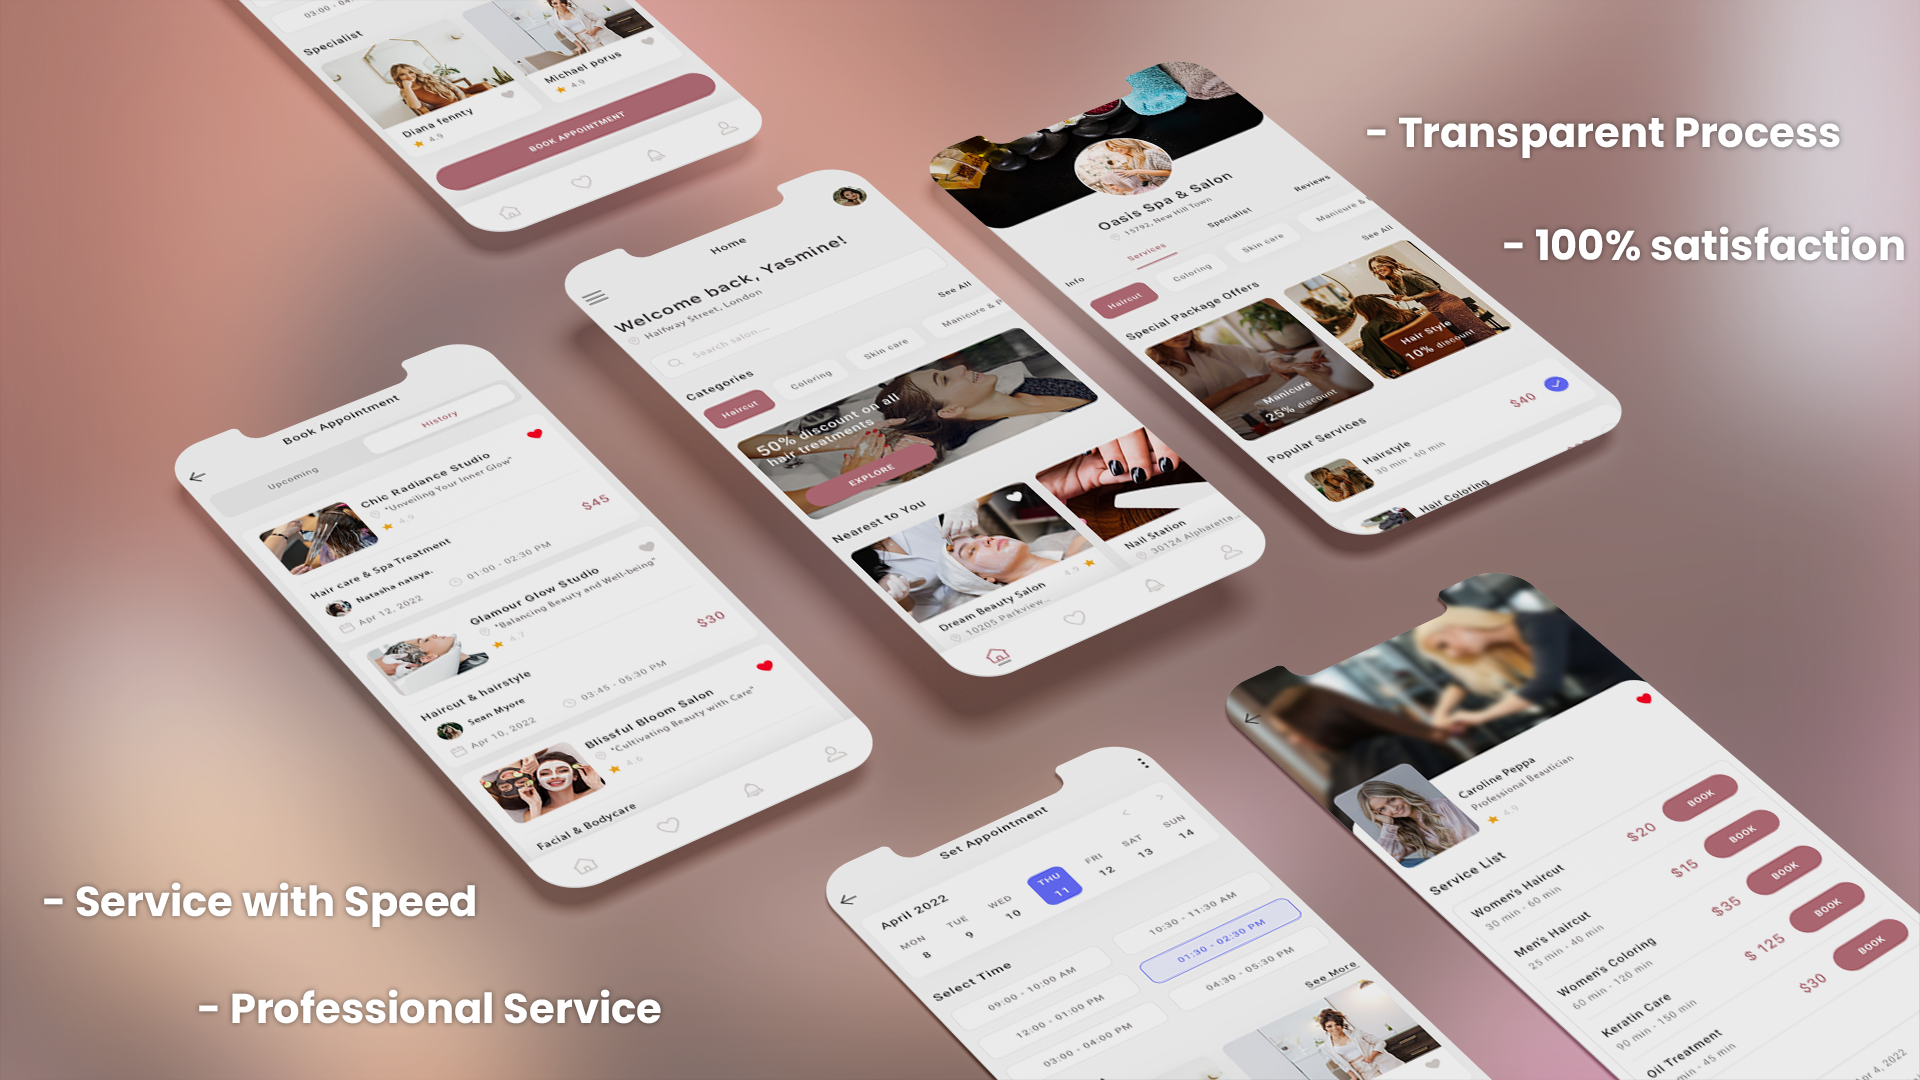 03:00 - 04:
Specialist
Diana fennty
4.9
Michael porus
4.9
BOOK APPOINTMENT
- Transparent Process
- 100% satisfaction
Oasis Spa & Salon
15792, New Hill Town
Info
Services
Specialist
Reviews
Haircut
Coloring
Skin care
Manicure &
Special Package Offers
See All
Manicure
25% discount
Hair Style
10% discount
Popular Services
Hairstyle
30 min - 60 min
$40
Hair Coloring
Home
Welcome back, Yasmine!
Halfway Street, London
Search salon....
Categories
See All
Haircut
Coloring
Skin care
Manicure & P
50% discount on all
hair treatments
EXPLORE
Nearest to You
Dream Beauty Salon
4.9
10205 Parkview...
Nail Station
30124 Alpharetta...
Book Appointment
Upcoming
History
Chic Radiance Studio
"Unveiling Your Inner Glow"
4.9
$45
Hair care & Spa Treatment
Natasha nataya.
Apr 12, 2022
01:00 - 02:30 PM
Glamour Glow Studio
"Balancing Beauty and Well-being"
4.7
$30
Haircut & hairstyle
Sean Myore
Apr 10, 2022
03:45 - 05:30 PM
Blissful Bloom Salon
"Cultivating Beauty with Care"
4.6
Facial & Bodycare
- Service with Speed
- Professional Service
Set Appointment
April 2022
MON TUE WED THU FRI SAT SUN
8 9 10 11 12 13 14
Select Time
09:00 - 10:00 AM
10:30 - 11:30 AM
12:00 - 01:00 PM
01:30 - 02:30 PM
03:00 - 04:00 PM
04:30 - 05:30 PM
See More
Caroline Peppa
Professional Beautician
4.9
Service List
Women's Haircut
30 min - 60 min
$20
BOOK
Men's Haircut
25 min - 40 min
$15
BOOK
Women's Coloring
60 min - 120 min
$35
BOOK
Keratin Care
90 min - 150 min
$ 125
BOOK
Oil Treatment
min - 45 min
$30
BOOK
pr 4, 2022